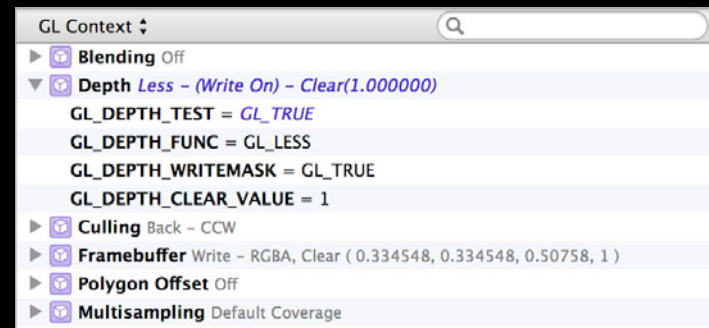 GL Context
Blending Off
Depth Less – (Write On) – Clear(1.000000)
GL_DEPTH_TEST = GL_TRUE
GL_DEPTH_FUNC = GL_LESS
GL_DEPTH_WRITEMASK = GL_TRUE
GL_DEPTH_CLEAR_VALUE = 1
Culling Back – CCW
Framebuffer Write – RGBA, Clear ( 0.334548, 0.334548, 0.50758, 1 )
Polygon Offset Off
Multisampling Default Coverage